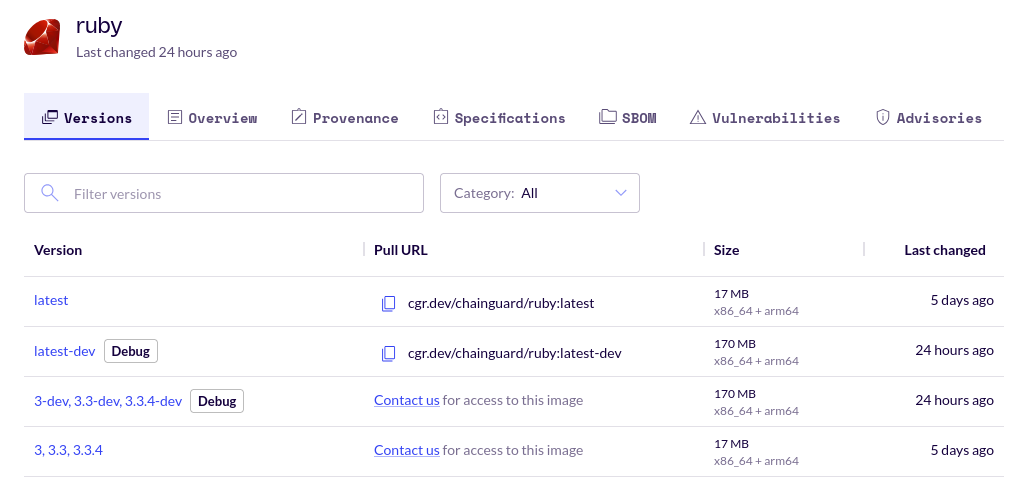 ruby
Last changed 24 hours ago
Versions Overview Provenance Specifications SBOM Vulnerabilities Advisories
Filter versions Category: All
Version Pull URL Size Last changed
latest cgr.dev/chainguard/ruby:latest 17 MB x86_64 + arm64 5 days ago
latest-dev Debug cgr.dev/chainguard/ruby:latest-dev 170 MB x86_64 + arm64 24 hours ago
3-dev, 3.3-dev, 3.3.4-dev Debug Contact us for access to this image 170 MB x86_64 + arm64 24 hours ago
3, 3.3, 3.3.4 Contact us for access to this image 17 MB x86_64 + arm64 5 days ago